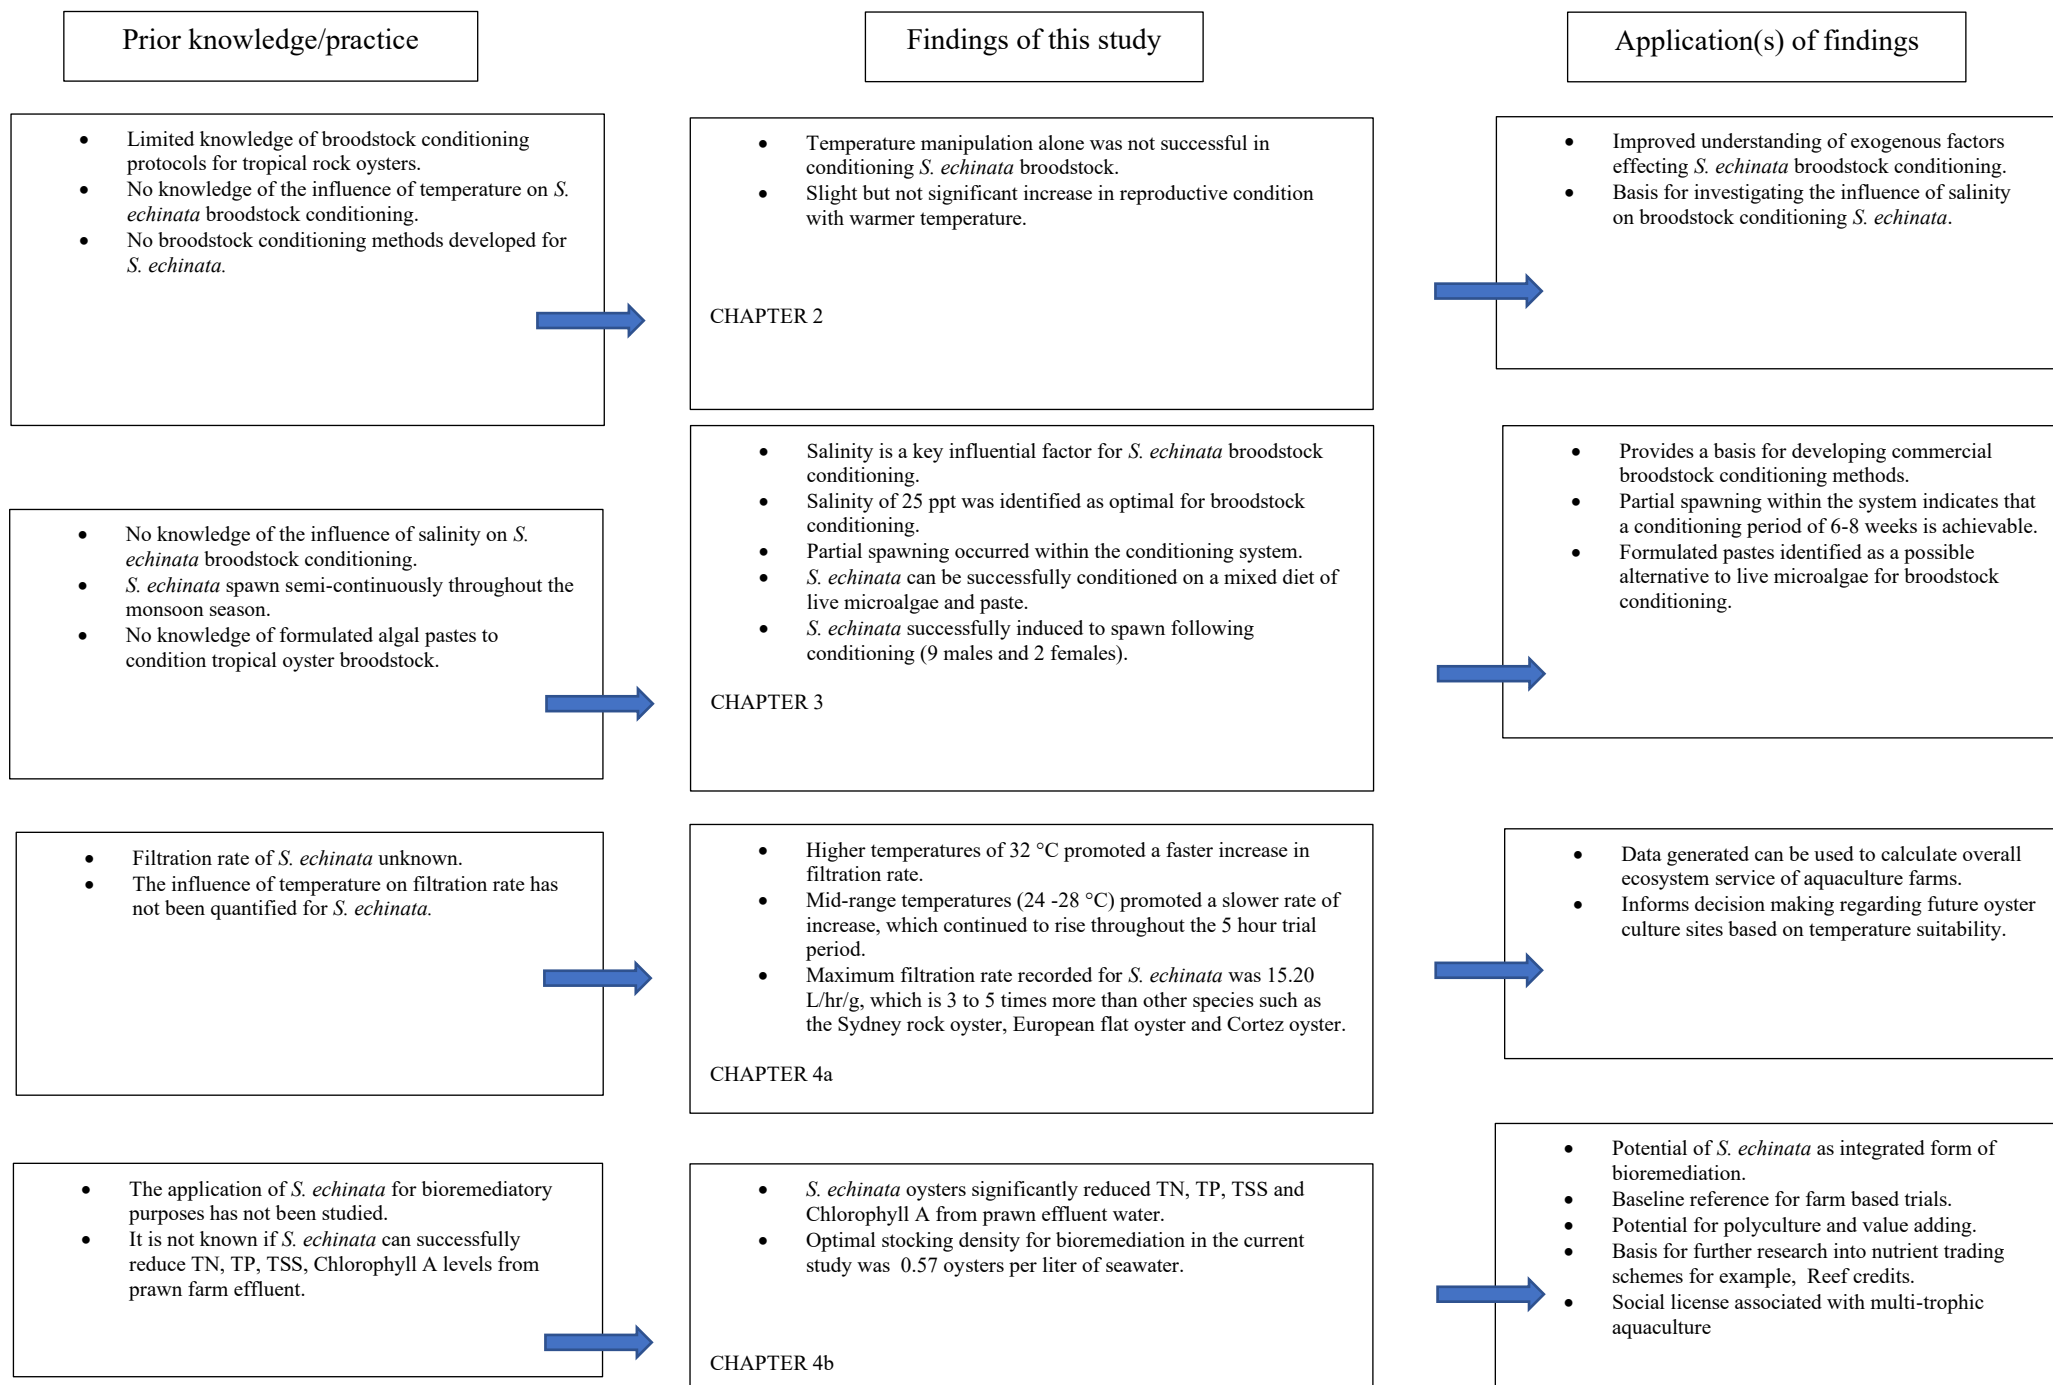 Prior knowledge/practice
Findings of this study
Application(s) of findings
• Limited knowledge of broodstock conditioning
protocols for tropical rock oysters.
• No knowledge of the influence of temperature on S.
echinata broodstock conditioning.
• No broodstock conditioning methods developed for
S. echinata.
• Temperature manipulation alone was not successful in
conditioning S. echinata broodstock.
• Slight but not significant increase in reproductive condition
with warmer temperature.
CHAPTER 2
• Improved understanding of exogenous factors
effecting S. echinata broodstock conditioning.
• Basis for investigating the influence of salinity
on broodstock conditioning S. echinata.
• No knowledge of the influence of salinity on S.
echinata broodstock conditioning.
• S. echinata spawn semi-continuously throughout the
monsoon season.
• No knowledge of formulated algal pastes to
condition tropical oyster broodstock.
• Salinity is a key influential factor for S. echinata broodstock
conditioning.
• Salinity of 25 ppt was identified as optimal for broodstock
conditioning.
• Partial spawning occurred within the conditioning system.
• S. echinata can be successfully conditioned on a mixed diet of
live microalgae and paste.
• S. echinata successfully induced to spawn following
conditioning (9 males and 2 females).
CHAPTER 3
• Provides a basis for developing commercial
broodstock conditioning methods.
• Partial spawning within the system indicates that
a conditioning period of 6-8 weeks is achievable.
• Formulated pastes identified as a possible
alternative to live microalgae for broodstock
conditioning.
• Filtration rate of S. echinata unknown.
• The influence of temperature on filtration rate has
not been quantified for S. echinata.
• Higher temperatures of 32 °C promoted a faster increase in
filtration rate.
• Mid-range temperatures (24 -28 °C) promoted a slower rate of
increase, which continued to rise throughout the 5 hour trial
period.
• Maximum filtration rate recorded for S. echinata was 15.20
L/hr/g, which is 3 to 5 times more than other species such as
the Sydney rock oyster, European flat oyster and Cortez oyster.
CHAPTER 4a
• Data generated can be used to calculate overall
ecosystem service of aquaculture farms.
• Informs decision making regarding future oyster
culture sites based on temperature suitability.
• The application of S. echinata for bioremediatory
purposes has not been studied.
• It is not known if S. echinata can successfully
reduce TN, TP, TSS, Chlorophyll A levels from
prawn farm effluent.
• S. echinata oysters significantly reduced TN, TP, TSS and
Chlorophyll A from prawn effluent water.
• Optimal stocking density for bioremediation in the current
study was 0.57 oysters per liter of seawater.
CHAPTER 4b
• Potential of S. echinata as integrated form of
bioremediation.
• Baseline reference for farm based trials.
• Potential for polyculture and value adding.
• Basis for further research into nutrient trading
schemes for example, Reef credits.
• Social license associated with multi-trophic
aquaculture